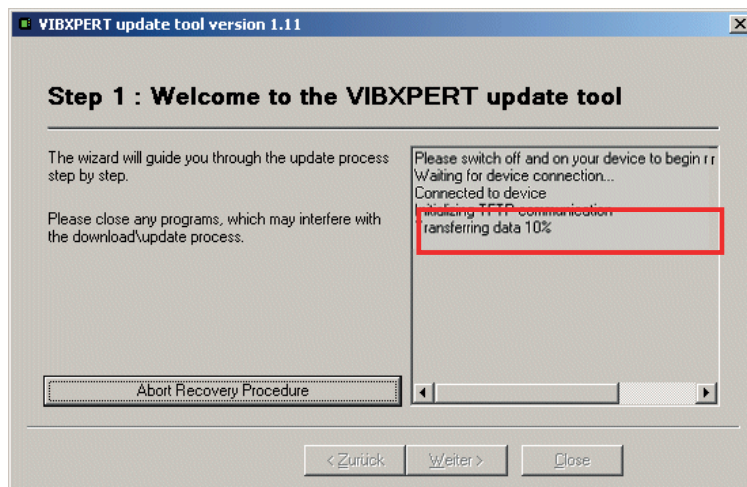 VIBXPERT update tool version 1.11
Step 1 : Welcome to the VIBXPERT update tool
The wizard will guide you through the update process
step by step.
Please close any programs, which may interfere with
the download\update process.
Please switch off and on your device to begin r
Waiting for device connection...
Connected to device
Initializing TFTP communication
Transferring data 10%
Abort Recovery Procedure
< Zurück
Weiter >
Close